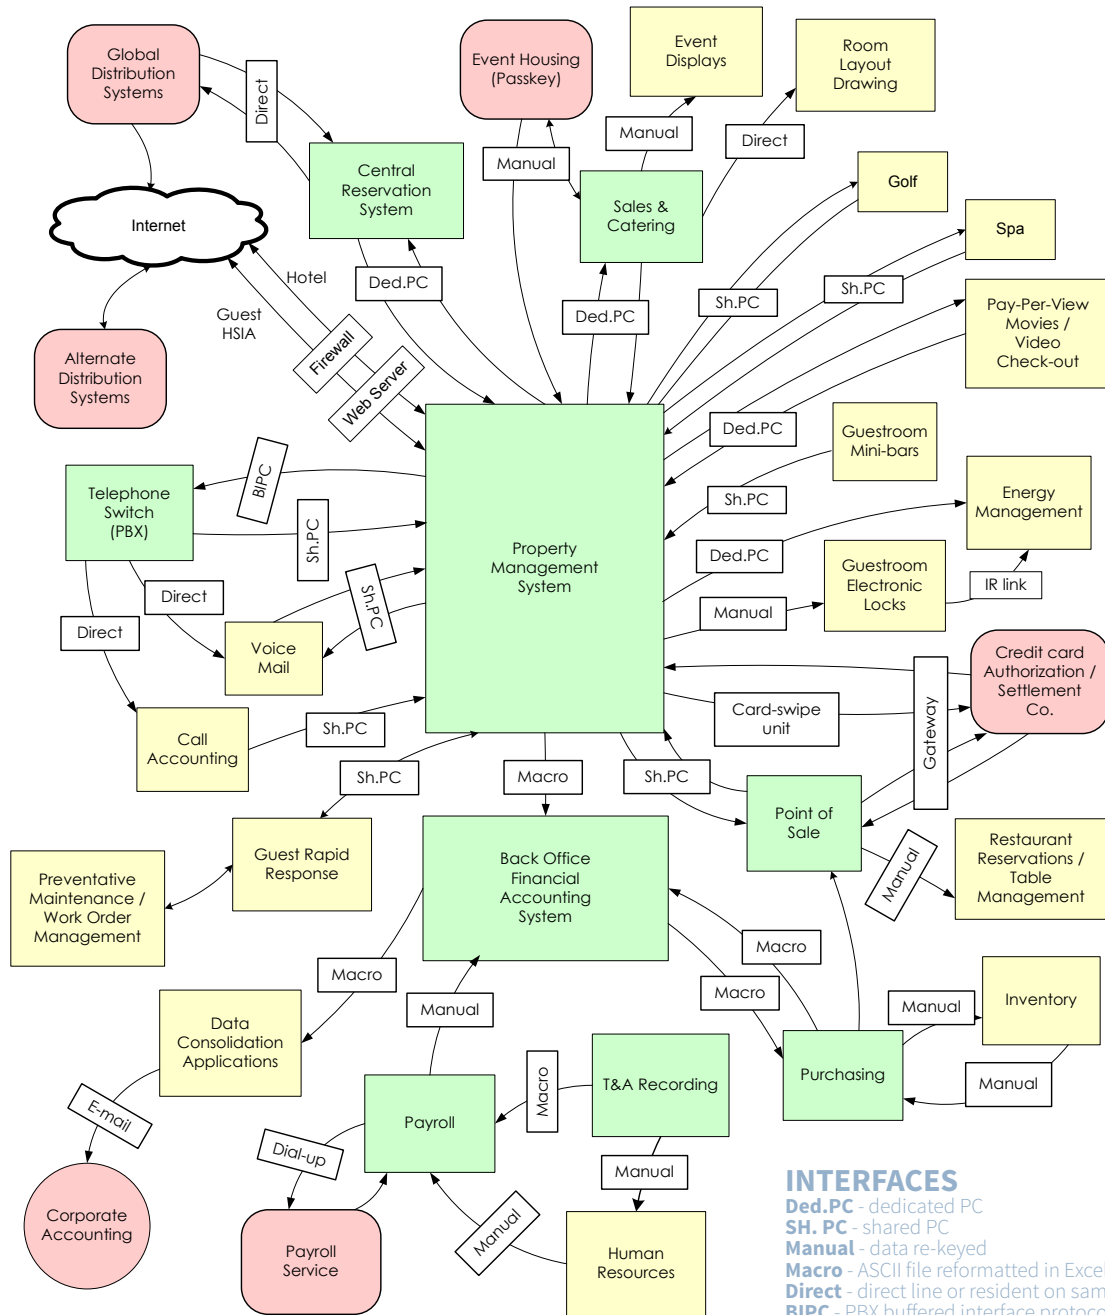 Global
Distribution
Systems
Direct
Event Housing
(Passkey)
Event
Displays
Room
Layout
Drawing
Manual
Manual
Direct
Central
Reservation
System
Sales &
Catering
Golf
Internet
Spa
Hotel
Ded.PC
Ded.PC
Sh.PC
Sh.PC
Guest
HSIA
Pay-Per-View
Movies /
Video
Check-out
Firewall
Web Server
Alternate
Distribution
Systems
Ded.PC
Guestroom
Mini-bars
BIPC
Telephone
Switch
(PBX)
Sh.PC
Sh.PC
Energy
Management
Property
Management
System
Ded.PC
Guestroom
Electronic
Locks
IR link
Direct
Sh.PC
Manual
Direct
Voice
Mail
Credit card
Authorization /
Settlement
Co.
Card-swipe
unit
Gateway
Call
Accounting
Sh.PC
Sh.PC
Macro
Sh.PC
Point of
Sale
Guest Rapid
Response
Back Office
Financial
Accounting
System
Manual
Restaurant
Reservations /
Table
Management
Preventative
Maintenance /
Work Order
Management
Macro
Macro
Macro
Manual
Manual
Inventory
Data
Consolidation
Applications
Purchasing
Manual
E-mail
Payroll
Macro
T&A Recording
Dial-up
Manual
Manual
Corporate
Accounting
Payroll
Service
Human
Resources
INTERFACES
Ded.PC - dedicated PC
SH. PC - shared PC
Manual - data re-keyed
Macro - ASCII file reformatted in Excel
Direct - direct line or resident on sam
BIPC - PBX buffered interface protoco